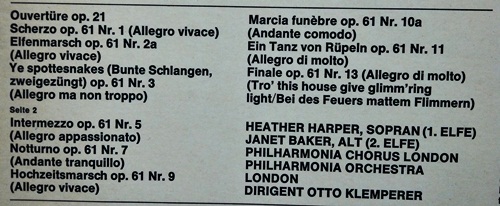 Ouvertüre op. 21
Scherzo op. 61 Nr. 1 (Allegro vivace)
Elfenmarsch op. 61 Nr. 2a
(Allegro vivace)
Ye spottesnakes (Bunte Schlangen,
zweigezüngt) op. 61 Nr. 3
(Allegro ma non troppo)
Seite 2
Intermezzo op. 61 Nr. 5
(Allegro appassionato)
Notturno op. 61 Nr. 7
(Andante tranquillo)
Hochzeitsmarsch op. 61 Nr. 9
(Allegro vivace)
Marcia funèbre op. 61 Nr. 10a
(Andante comodo)
Ein Tanz von Rüpeln op. 61 Nr. 11
(Allegro di molto)
Finale op. 61 Nr. 13 (Allegro di molto)
(Tro' this house give glimm'ring
light/Bei des Feuers mattem Flimmern)
HEATHER HARPER, SOPRAN (1. ELFE)
JANET BAKER, ALT (2. ELFE)
PHILHARMONIA CHORUS LONDON
PHILHARMONIA ORCHESTRA
LONDON
DIRIGENT OTTO KLEMPERER